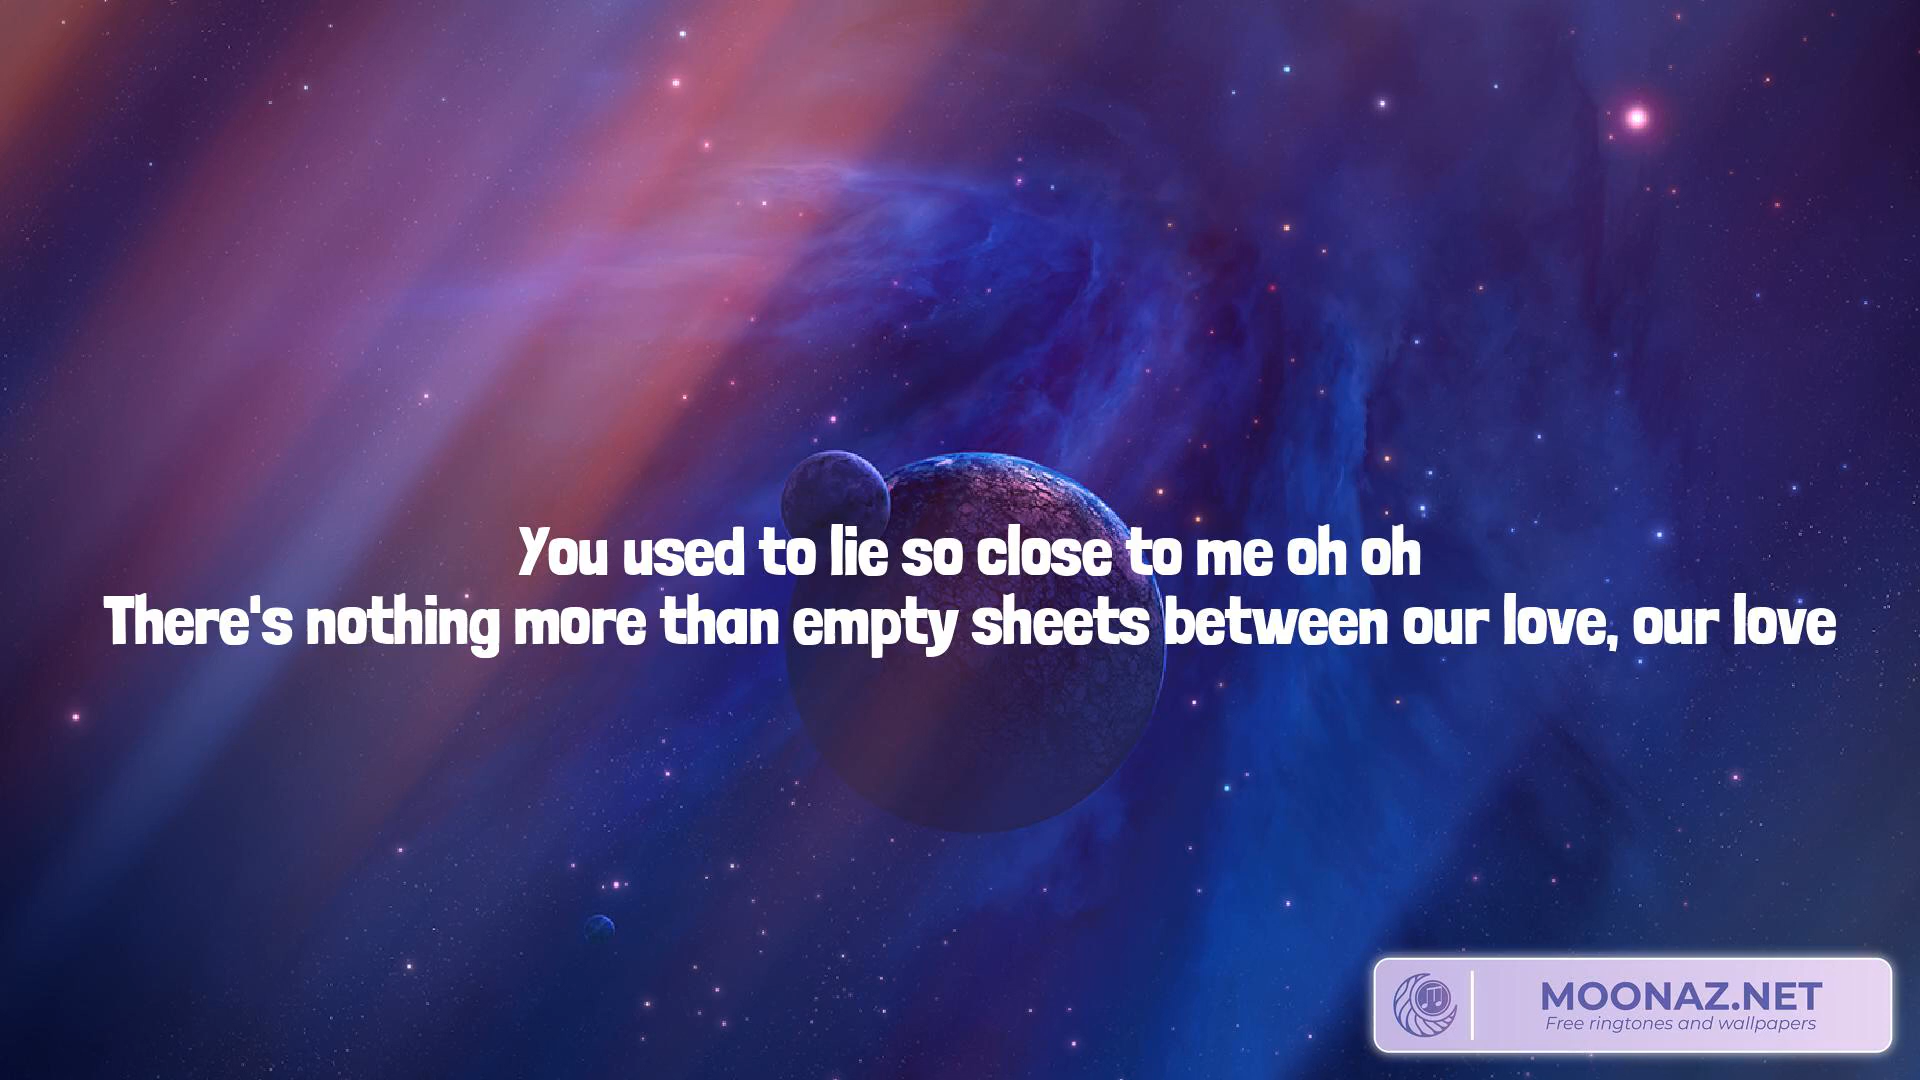 You used to lie so close to me oh oh
There's nothing more than empty sheets between our love, our love
MOONAZ.NET
Free ringtones and wallpapers